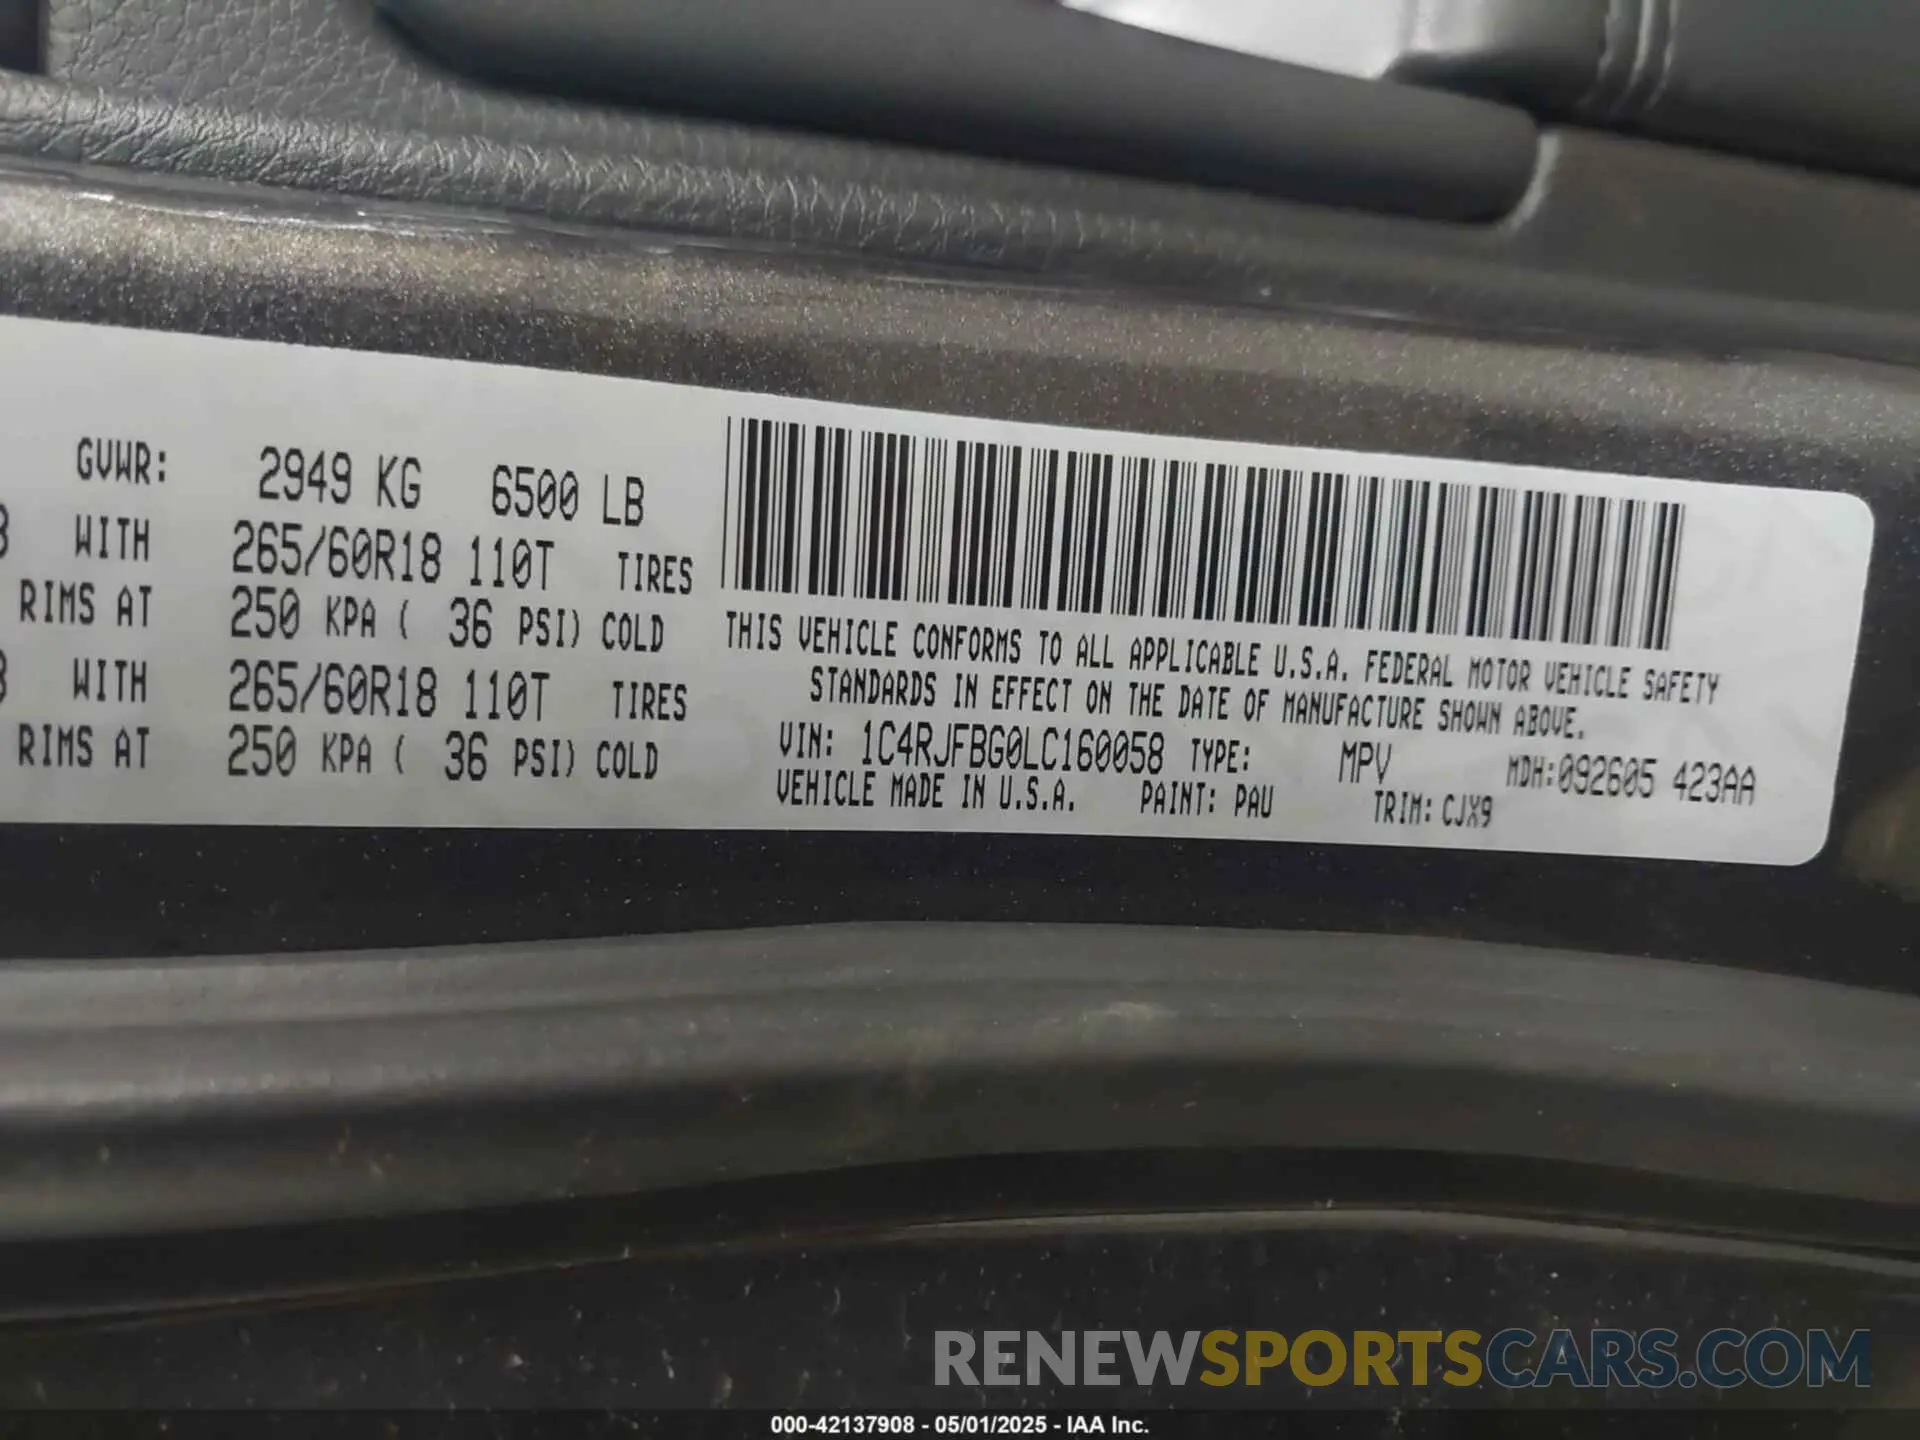 GVWR: 2949 KG 6500 LB
WITH 265/60R18 110T TIRES
RIMS AT 250 KPA ( 36 PSI) COLD
WITH 265/60R18 110T TIRES
RIMS AT 250 KPA ( 36 PSI) COLD
THIS VEHICLE CONFORMS TO ALL APPLICABLE U.S.A. FEDERAL MOTOR VEHICLE SAFETY
STANDARDS IN EFFECT ON THE DATE OF MANUFACTURE SHOWN ABOVE.
VIN: 1C4RJFBG0LC160058 TYPE: MPV MDH:092605 423AA
VEHICLE MADE IN U.S.A. PAINT: PAU TRIM: CJX9
RENEWSPORTSCARS.COM
000-42137908 - 05/01/2025 - IAA Inc.